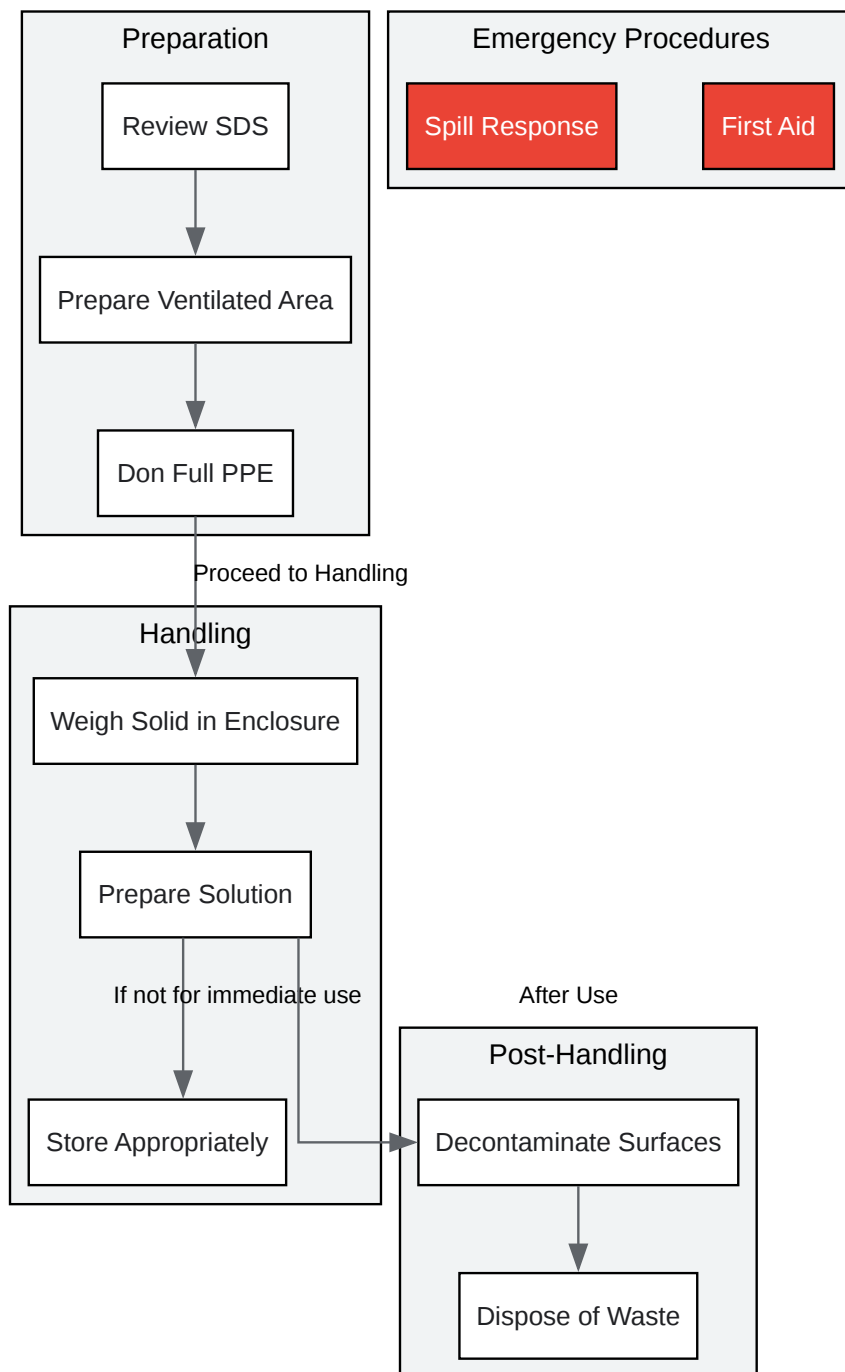 Preparation
Review SDS
Prepare Ventilated Area
Don Full PPE
Emergency Procedures
Spill Response
First Aid
Proceed to Handling
Handling
Weigh Solid in Enclosure
Prepare Solution
If not for immediate use
After Use
Store Appropriately
Post-Handling
Decontaminate Surfaces
Dispose of Waste